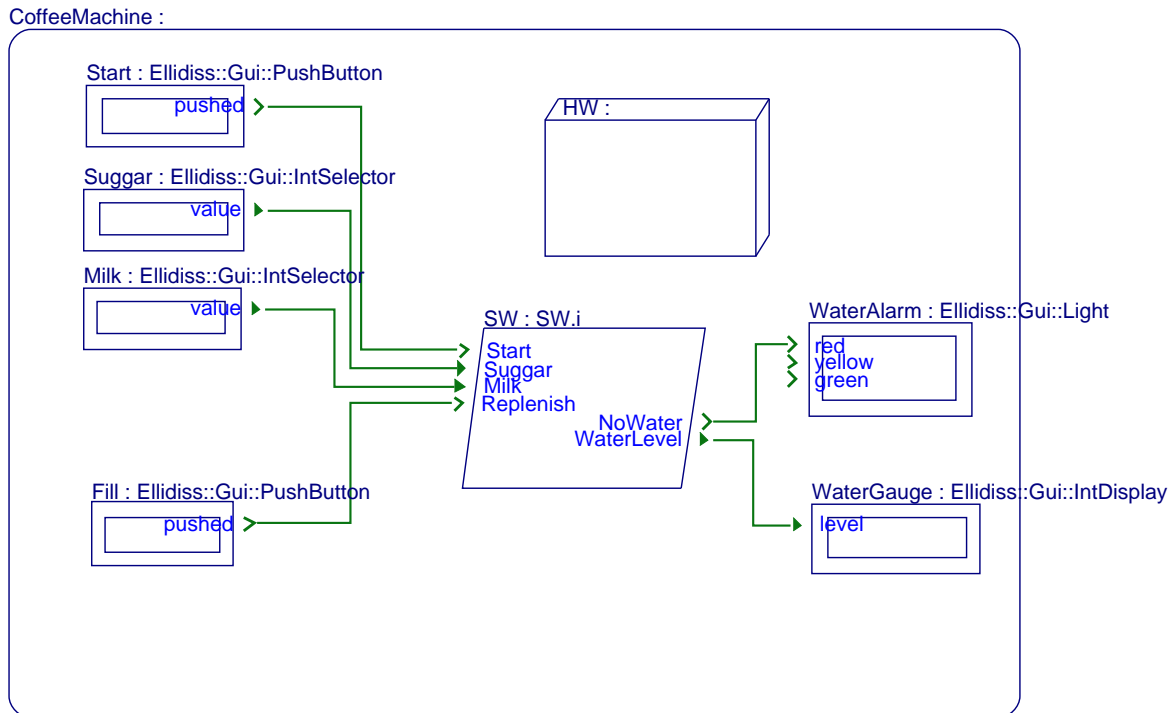 CoffeeMachine :
Start : Ellidiss::Gui::PushButton
pushed
HW :
Suggar : Ellidiss::Gui::IntSelector
value
Milk : Ellidiss::Gui::IntSelector
value
SW : SW.i
Start
Suggar
Milk
Replenish
NoWater
WaterLevel
WaterAlarm : Ellidiss::Gui::Light
red
yellow
green
Fill : Ellidiss::Gui::PushButton
pushed
WaterGauge : Ellidiss::Gui::IntDisplay
level